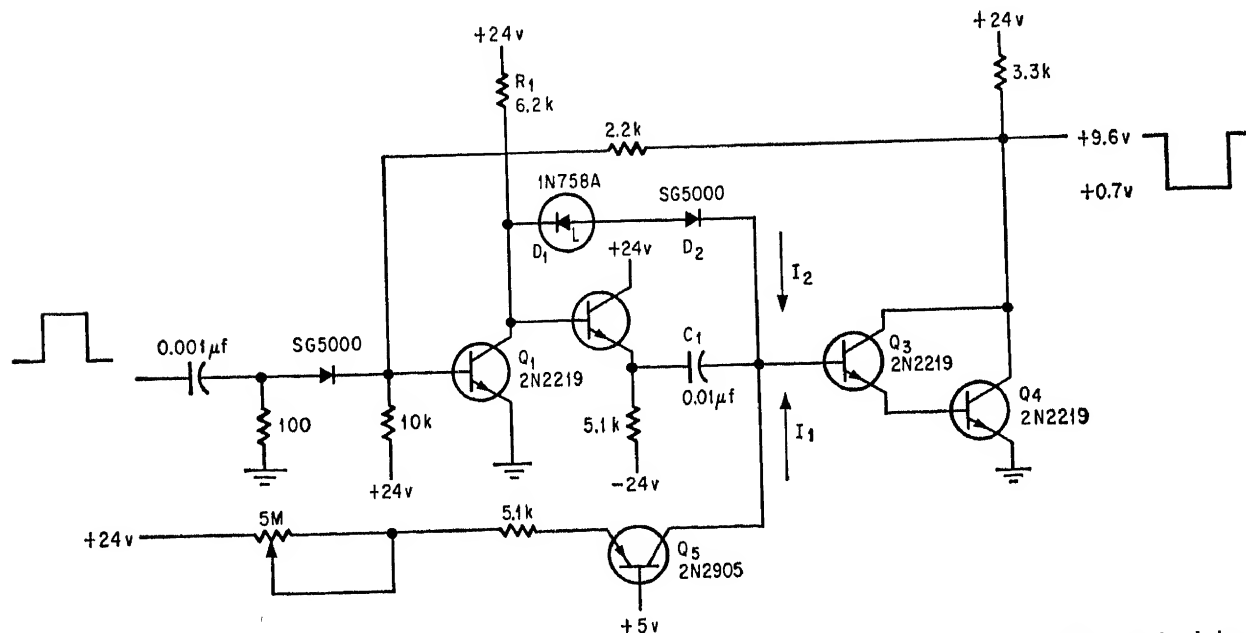 +24v
R1
6.2k
+24v
3.3k
2.2k
+9.6v
+0.7v
1N758A
SG5000
L
D1
D2
+24v
I2
0.001μf
SG5000
Q1
2N2219
C1
0.01μf
Q3
2N2219
Q4
2N2219
100
10k
5.1k
I1
+24v
-24v
+24v
5M
5.1k
Q5
2N2905
+5v